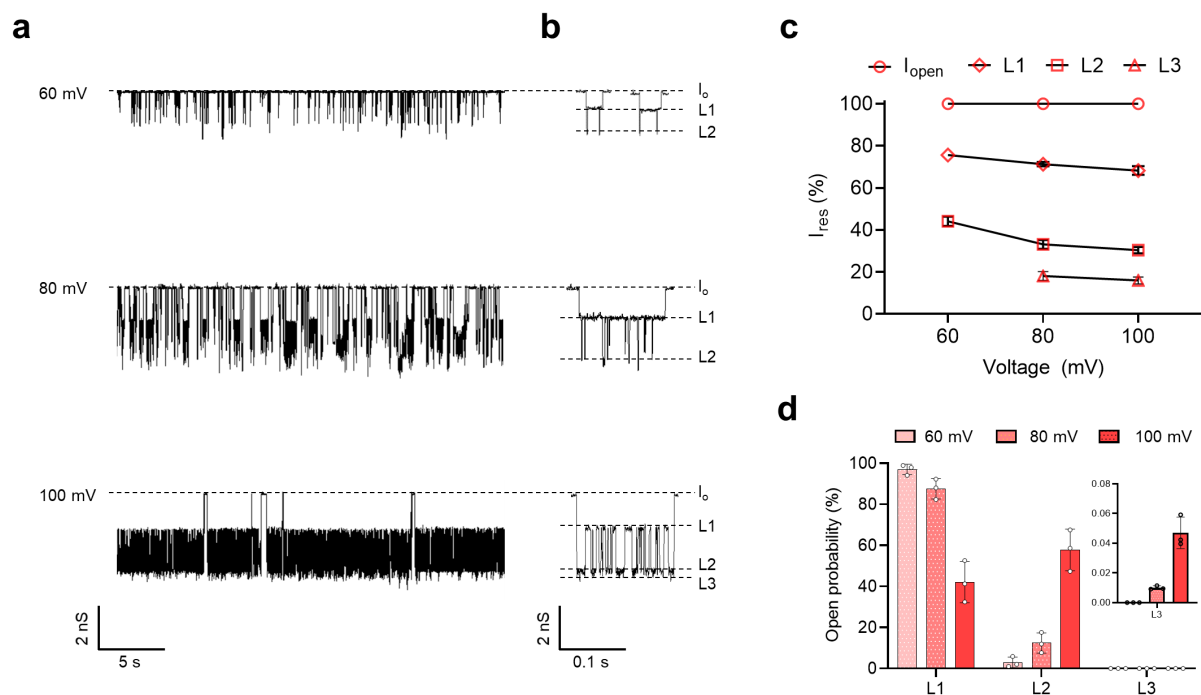 a
60 mV
80 mV
100 mV
2 nS
5 s
b
Io
L1
L2
Io
L1
L2
Io
L1
L2
L3
2 nS
0.1 s
c
Iopen L1 L2 L3
Ires (%)
100
80
60
40
20
0
60 80 100
Voltage (mV)
d
60 mV 80 mV 100 mV
Open probability (%)
100
80
60
40
20
0
L1 L2 L3
0.08
0.06
0.04
0.02
0.00
L3